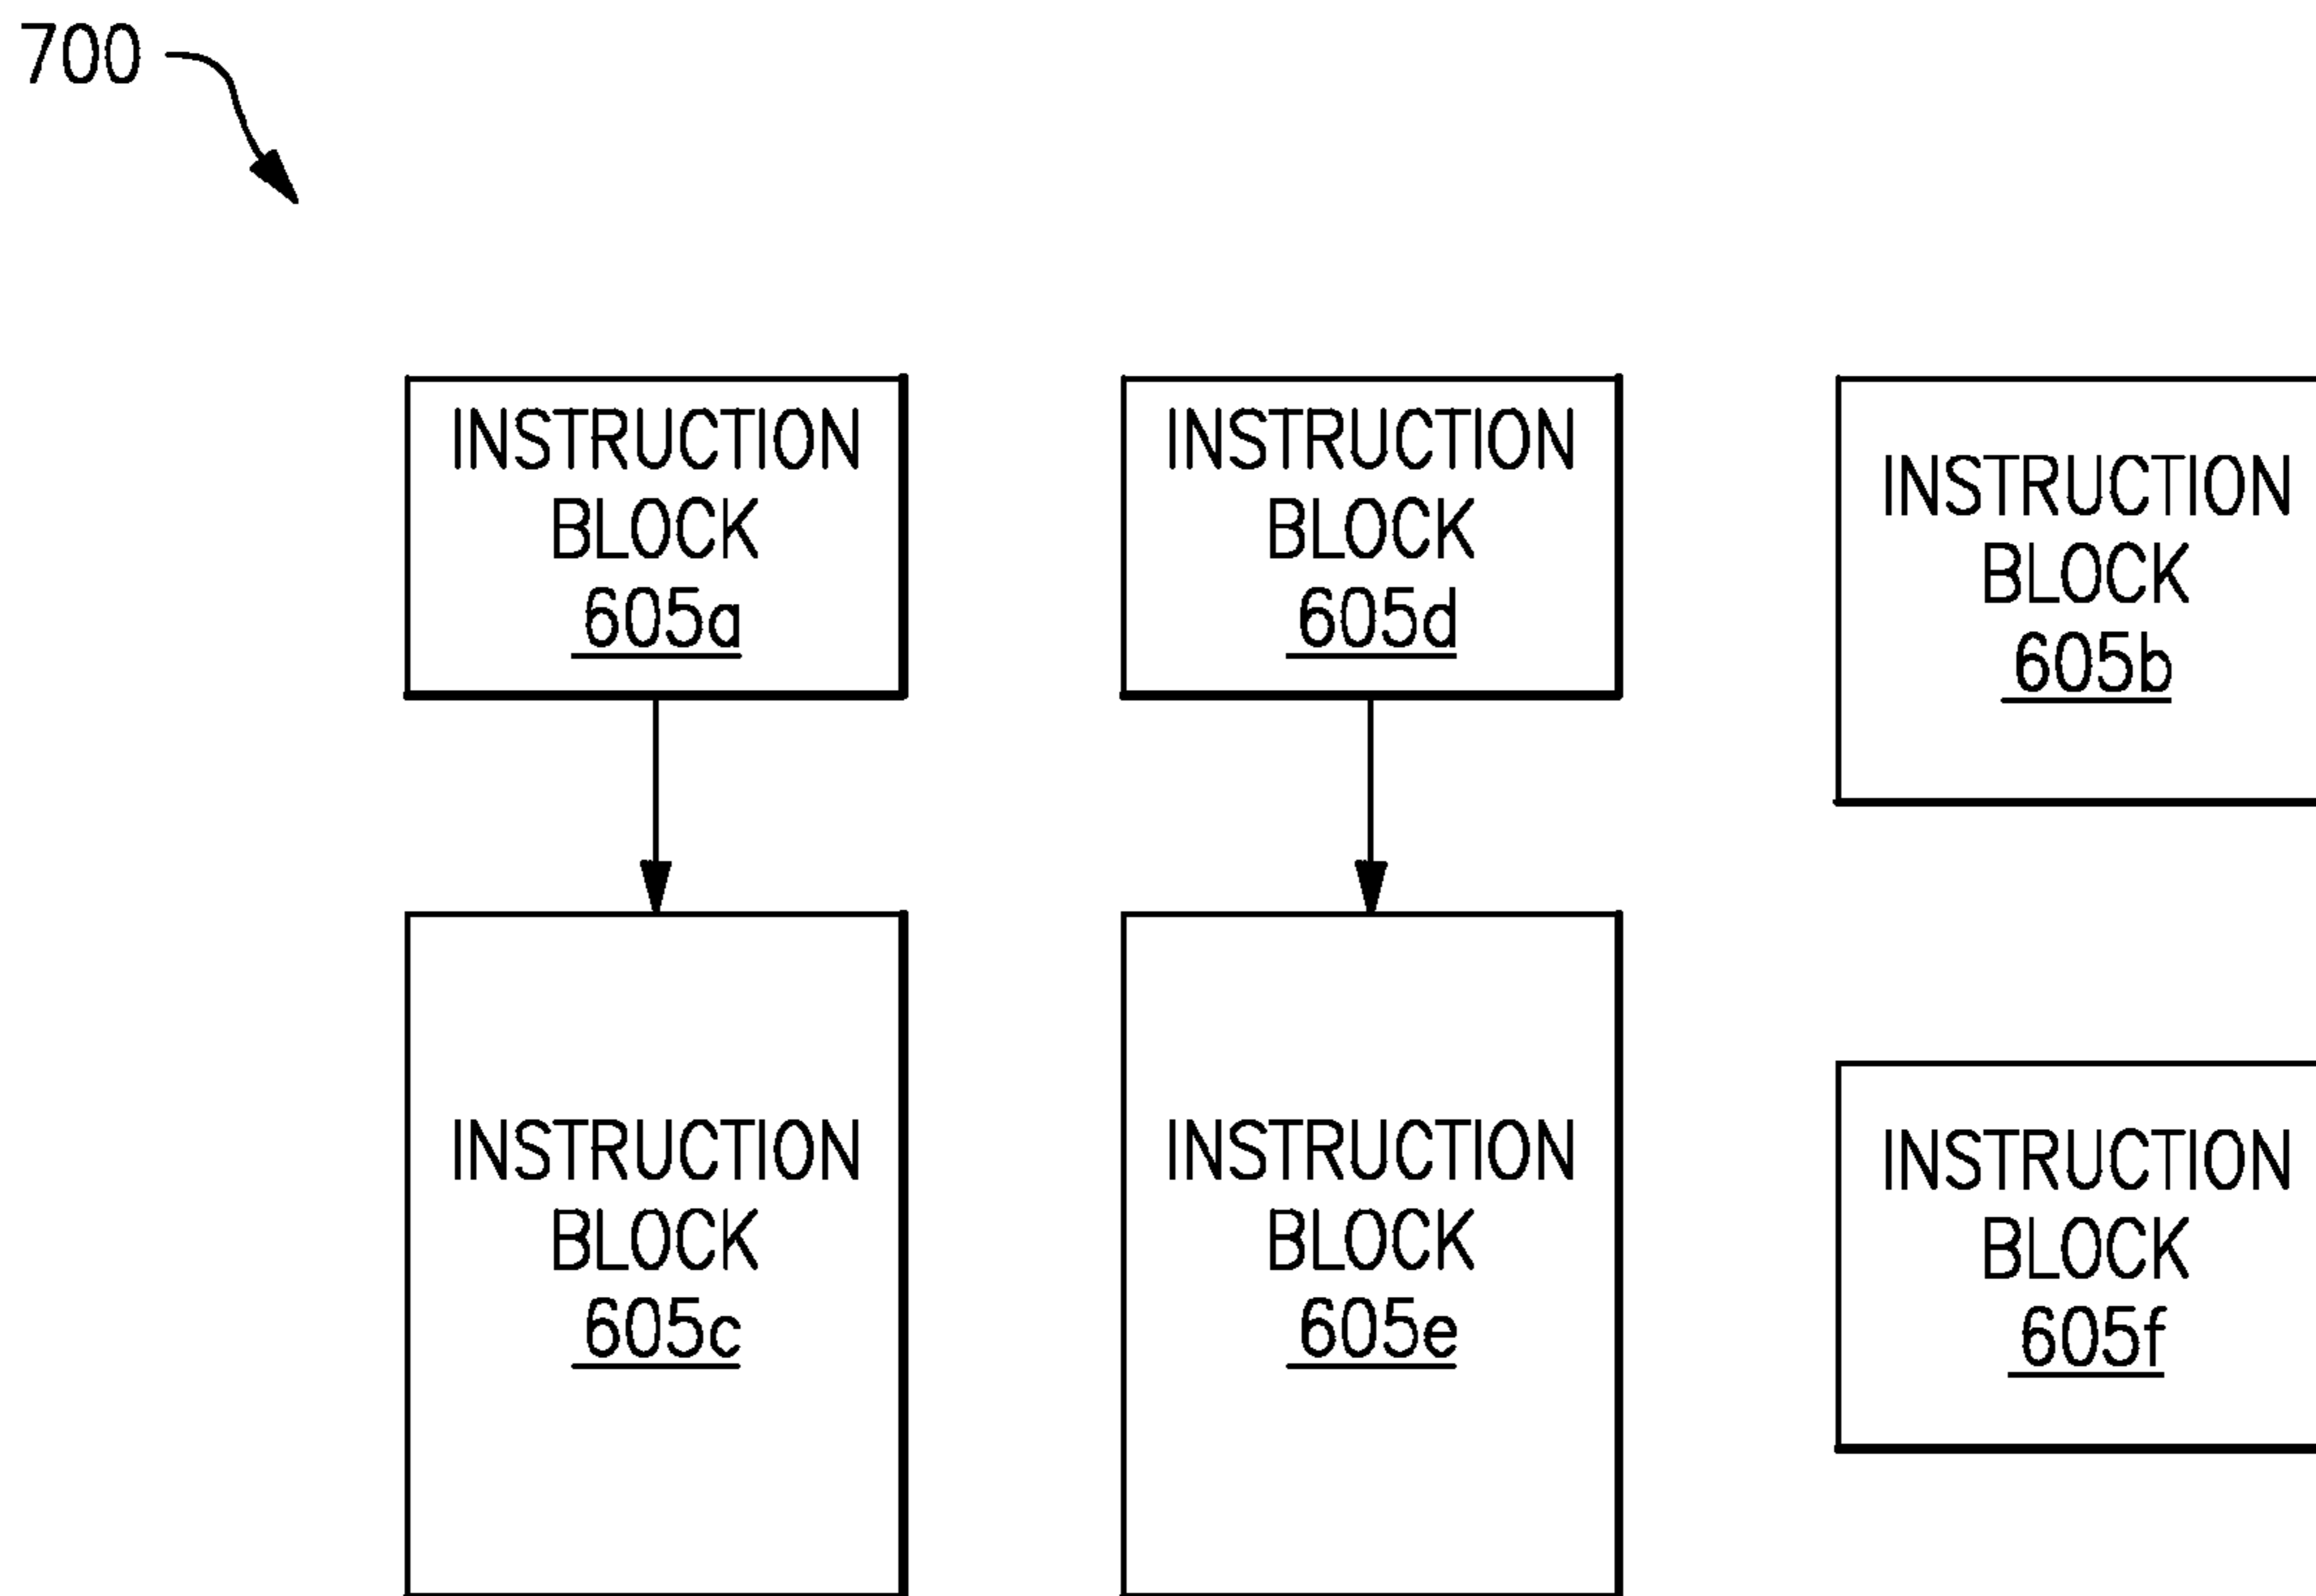 700
INSTRUCTION
BLOCK
605a
INSTRUCTION
BLOCK
605d
INSTRUCTION
BLOCK
605b
INSTRUCTION
BLOCK
605c
INSTRUCTION
BLOCK
605e
INSTRUCTION
BLOCK
605f